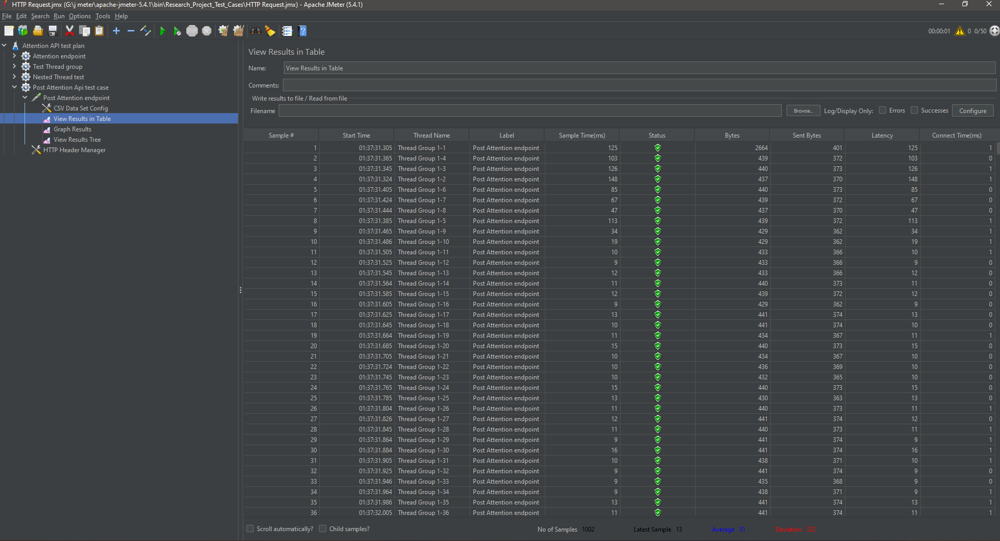 HTTP Request.jmx (G:\j meter\apache-jmeter-5.4.1\bin\Research_Project_Test_Cases\HTTP Request.jmx) - Apache JMeter (5.4.1)
File Edit Search Run Options Tools Help
00:00:01 0 0/50
Attention API test plan
Attention endpoint
Test Thread group
Nested Thread test
Post Attention Api test case
Post Attention endpoint
CSV Data Set Config
View Results in Table
Graph Results
View Results Tree
HTTP Header Manager
View Results in Table
Name: View Results in Table
Comments:
Write results to file / Read from file
Filename Browse... Log/Display Only: Errors Successes Configure
Sample # Start Time Thread Name Label Sample Time(ms) Status Bytes Sent Bytes Latency Connect Time(ms)
1 01:37:31.305 Thread Group 1-1 Post Attention endpoint 125 2664 401 125 1
2 01:37:31.365 Thread Group 1-4 Post Attention endpoint 103 439 372 103 0
3 01:37:31.345 Thread Group 1-3 Post Attention endpoint 126 440 373 126 1
4 01:37:31.324 Thread Group 1-2 Post Attention endpoint 148 437 370 148 1
5 01:37:31.405 Thread Group 1-6 Post Attention endpoint 85 440 373 85 0
6 01:37:31.424 Thread Group 1-7 Post Attention endpoint 67 439 372 67 0
7 01:37:31.444 Thread Group 1-8 Post Attention endpoint 47 437 370 47 0
8 01:37:31.385 Thread Group 1-5 Post Attention endpoint 113 439 372 113 1
9 01:37:31.465 Thread Group 1-9 Post Attention endpoint 34 429 362 34 1
10 01:37:31.486 Thread Group 1-10 Post Attention endpoint 19 429 362 19 1
11 01:37:31.505 Thread Group 1-11 Post Attention endpoint 10 433 366 10 1
12 01:37:31.525 Thread Group 1-12 Post Attention endpoint 9 433 366 9 0
13 01:37:31.545 Thread Group 1-13 Post Attention endpoint 12 433 366 12 0
14 01:37:31.564 Thread Group 1-14 Post Attention endpoint 11 440 373 11 0
15 01:37:31.585 Thread Group 1-15 Post Attention endpoint 12 439 372 12 0
16 01:37:31.605 Thread Group 1-16 Post Attention endpoint 9 429 362 9 0
17 01:37:31.625 Thread Group 1-17 Post Attention endpoint 13 441 374 13 0
18 01:37:31.645 Thread Group 1-18 Post Attention endpoint 10 441 374 10 0
19 01:37:31.664 Thread Group 1-19 Post Attention endpoint 11 434 367 11 1
20 01:37:31.685 Thread Group 1-20 Post Attention endpoint 15 440 373 15 0
21 01:37:31.705 Thread Group 1-21 Post Attention endpoint 10 434 367 10 0
22 01:37:31.724 Thread Group 1-22 Post Attention endpoint 10 436 369 10 0
23 01:37:31.745 Thread Group 1-23 Post Attention endpoint 10 432 365 10 0
24 01:37:31.765 Thread Group 1-24 Post Attention endpoint 15 440 373 15 0
25 01:37:31.785 Thread Group 1-25 Post Attention endpoint 13 430 363 13 0
26 01:37:31.804 Thread Group 1-26 Post Attention endpoint 11 440 373 11 1
27 01:37:31.826 Thread Group 1-27 Post Attention endpoint 12 441 374 12 0
28 01:37:31.845 Thread Group 1-28 Post Attention endpoint 11 440 373 11 1
29 01:37:31.864 Thread Group 1-29 Post Attention endpoint 9 441 374 9 1
30 01:37:31.884 Thread Group 1-30 Post Attention endpoint 16 441 374 16 1
31 01:37:31.905 Thread Group 1-31 Post Attention endpoint 10 438 371 10 1
32 01:37:31.925 Thread Group 1-32 Post Attention endpoint 9 441 374 9 0
33 01:37:31.946 Thread Group 1-33 Post Attention endpoint 9 435 368 9 0
34 01:37:31.964 Thread Group 1-34 Post Attention endpoint 9 438 371 9 1
35 01:37:31.986 Thread Group 1-35 Post Attention endpoint 13 441 374 13 1
36 01:37:32.005 Thread Group 1-36 Post Attention endpoint 11 441 374 11 1
Scroll automatically? Child samples? No of Samples 1002 Latest Sample 13 Average 31 Deviation 122